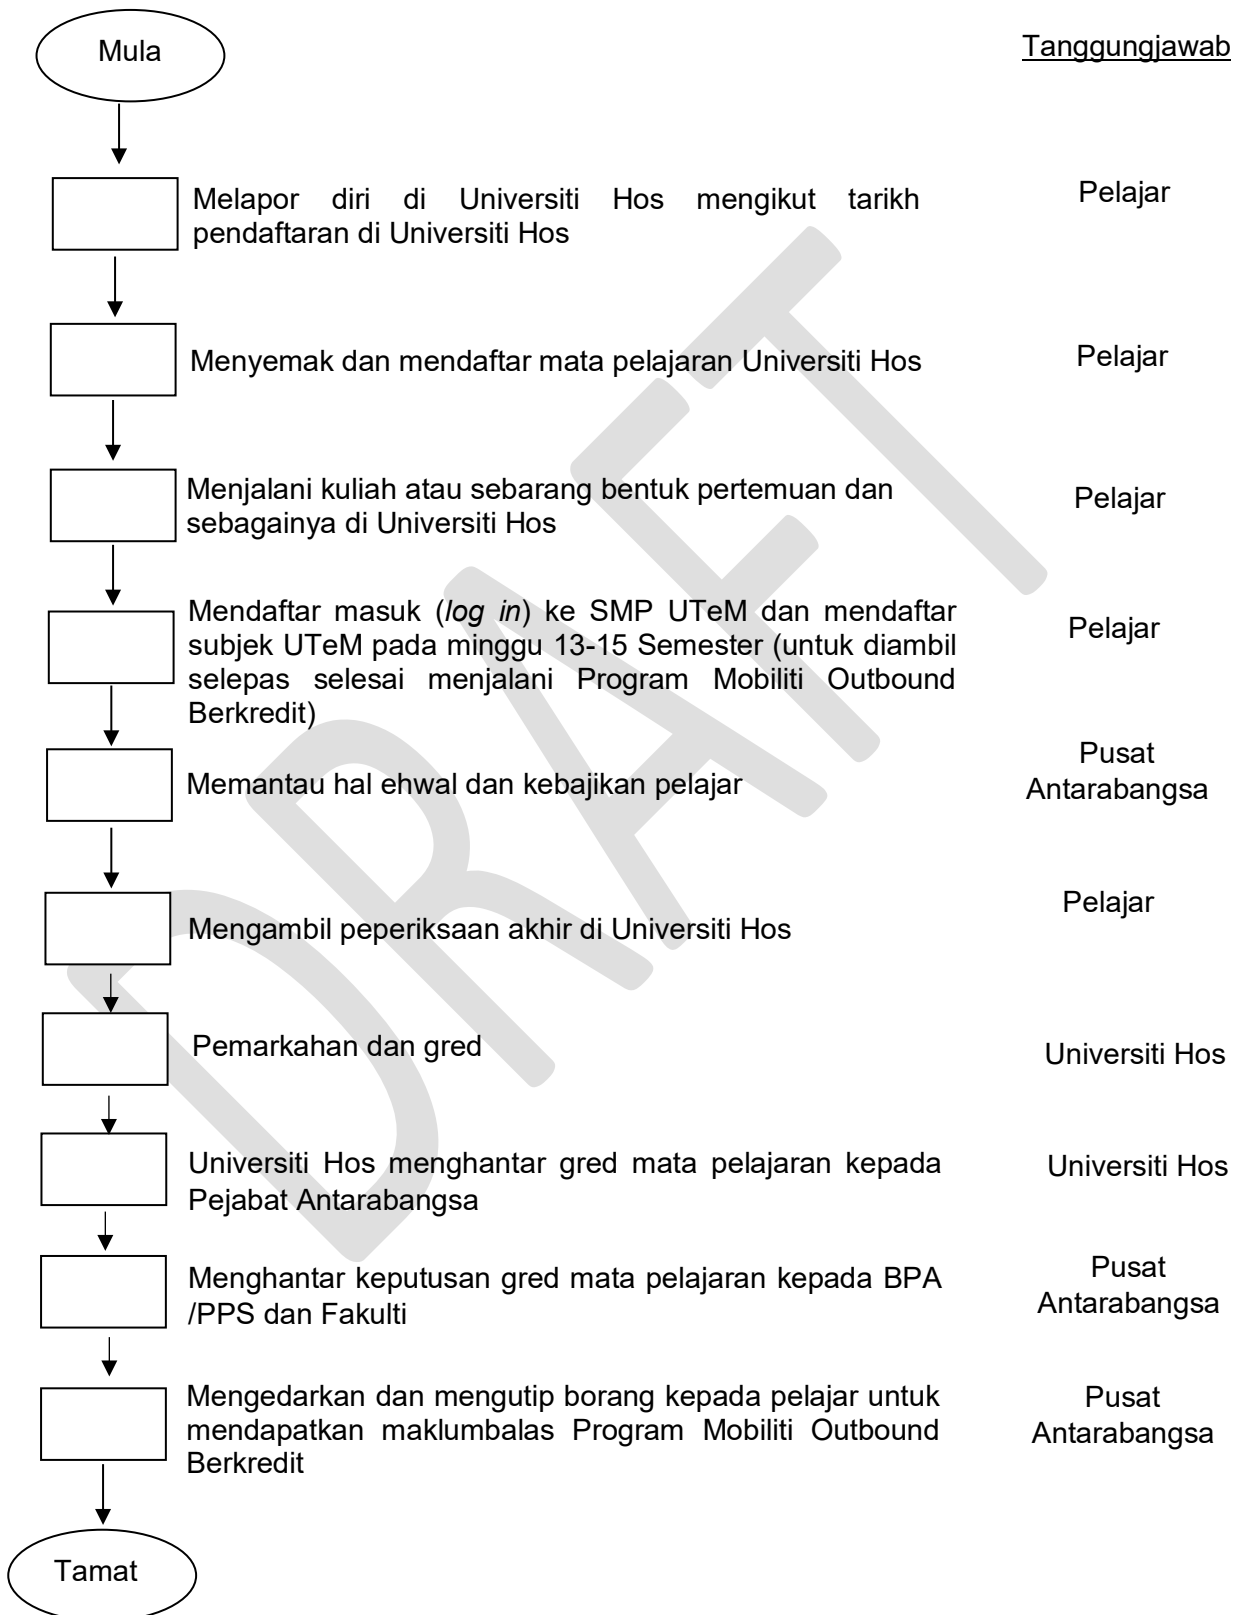 Mula
Tanggungjawab
Melapor diri di Universiti Hos mengikut tarikh
pendaftaran di Universiti Hos
Pelajar
Menyemak dan mendaftar mata pelajaran Universiti Hos
Pelajar
Menjalani kuliah atau sebarang bentuk pertemuan dan
sebagainya di Universiti Hos
Pelajar
Mendaftar masuk (log in) ke SMP UTeM dan mendaftar
subjek UTeM pada minggu 13-15 Semester (untuk diambil
selepas selesai menjalani Program Mobiliti Outbound
Berkredit)
Pelajar
Memantau hal ehwal dan kebajikan pelajar
Pusat
Antarabangsa
Mengambil peperiksaan akhir di Universiti Hos
Pelajar
Pemarkahan dan gred
Universiti Hos
Universiti Hos menghantar gred mata pelajaran kepada
Pejabat Antarabangsa
Universiti Hos
Menghantar keputusan gred mata pelajaran kepada BPA
/PPS dan Fakulti
Pusat
Antarabangsa
Mengedarkan dan mengutip borang kepada pelajar untuk
mendapatkan maklumbalas Program Mobiliti Outbound
Berkredit
Pusat
Antarabangsa
Tamat
DRAFT